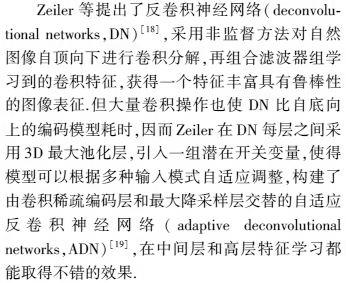 Zeiler 等提出了反卷积神经网络(deconvolu-
tional networks,DN)[18],采用非监督方法对自然
图像自顶向下进行卷积分解,再组合滤波器组学
习到的卷积特征,获得一个特征丰富具有鲁棒性
的图像表征.但大量卷积操作也使 DN 比自底向
上的编码模型耗时,因而 Zeiler 在 DN 每层之间采
用 3D 最大池化层,引入一组潜在开关变量,使得
模型可以根据多种输入模式自适应调整,构建了
由卷积稀疏编码层和最大降采样层交替的自适应
反卷积神经网络(adaptive deconvolutional
networks,ADN)[19],在中间层和高层特征学习都
能取得不错的效果.